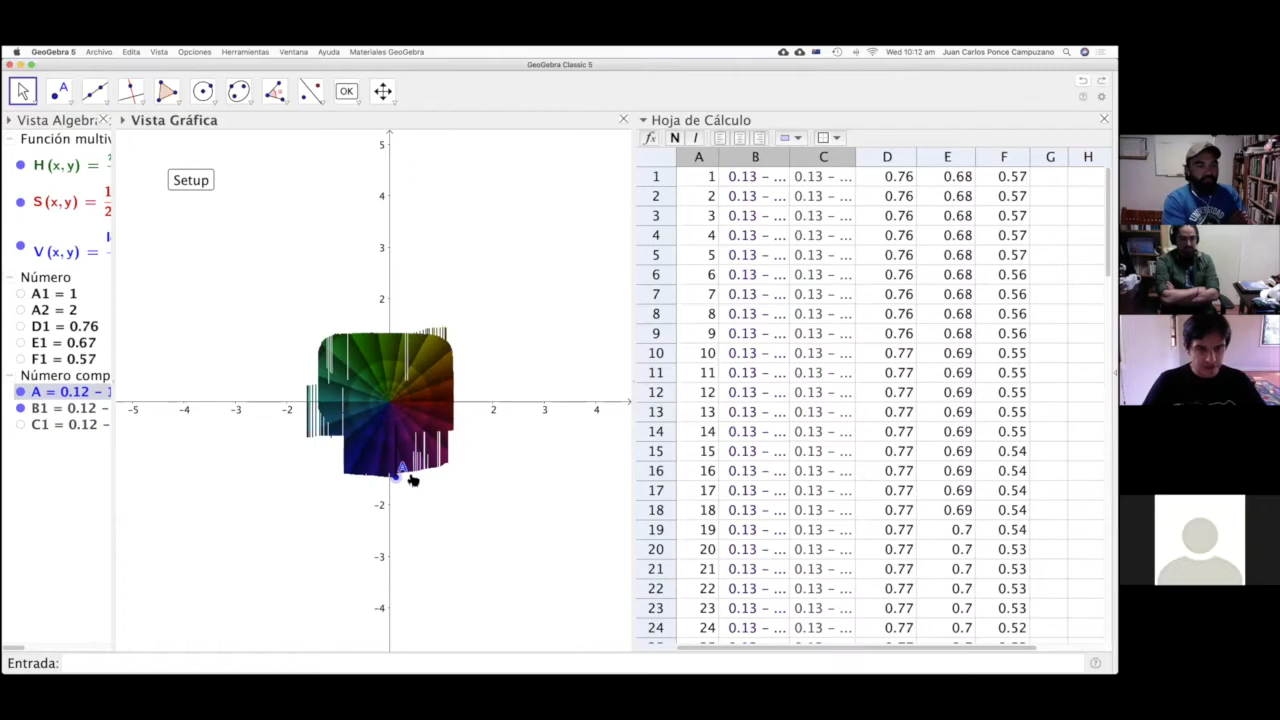 GeoGebra 5 Archivo Edita Vista Opciones Herramientas Ventana Ayuda Materiales GeoGebra Wed 10:12 am Juan Carlos Ponce Campuzano
GeoGebra Classic 5
A OK
Vista Algebra
Vista Gráfica
Hoja de Cálculo
fx N I
Función multiv
H(x, y) =
S(x, y) =
V(x, y) =
Número
A1 = 1
A2 = 2
D1 = 0.76
E1 = 0.67
F1 = 0.57
Número comp
A = 0.12 −
B1 = 0.12 −
C1 = 0.12 −
Setup
5
4
3
2
-5 -4 -3 -2 2 3 4
A
-2
-3
-4
A B C D E F G H
1 1 0.13 − ... 0.13 − ... 0.76 0.68 0.57
2 2 0.13 − ... 0.13 − ... 0.76 0.68 0.57
3 3 0.13 − ... 0.13 − ... 0.76 0.68 0.57
4 4 0.13 − ... 0.13 − ... 0.76 0.68 0.57
5 5 0.13 − ... 0.13 − ... 0.76 0.68 0.57
6 6 0.13 − ... 0.13 − ... 0.76 0.68 0.56
7 7 0.13 − ... 0.13 − ... 0.76 0.68 0.56
8 8 0.13 − ... 0.13 − ... 0.76 0.68 0.56
9 9 0.13 − ... 0.13 − ... 0.76 0.68 0.56
10 10 0.13 − ... 0.13 − ... 0.77 0.69 0.55
11 11 0.13 − ... 0.13 − ... 0.77 0.69 0.55
12 12 0.13 − ... 0.13 − ... 0.77 0.69 0.55
13 13 0.13 − ... 0.13 − ... 0.77 0.69 0.55
14 14 0.13 − ... 0.13 − ... 0.77 0.69 0.55
15 15 0.13 − ... 0.13 − ... 0.77 0.69 0.54
16 16 0.13 − ... 0.13 − ... 0.77 0.69 0.54
17 17 0.13 − ... 0.13 − ... 0.77 0.69 0.54
18 18 0.13 − ... 0.13 − ... 0.77 0.69 0.54
19 19 0.13 − ... 0.13 − ... 0.77 0.7 0.54
20 20 0.13 − ... 0.13 − ... 0.77 0.7 0.53
21 21 0.13 − ... 0.13 − ... 0.77 0.7 0.53
22 22 0.13 − ... 0.13 − ... 0.77 0.7 0.53
23 23 0.13 − ... 0.13 − ... 0.77 0.7 0.53
24 24 0.13 − ... 0.13 − ... 0.77 0.7 0.52
Entrada: